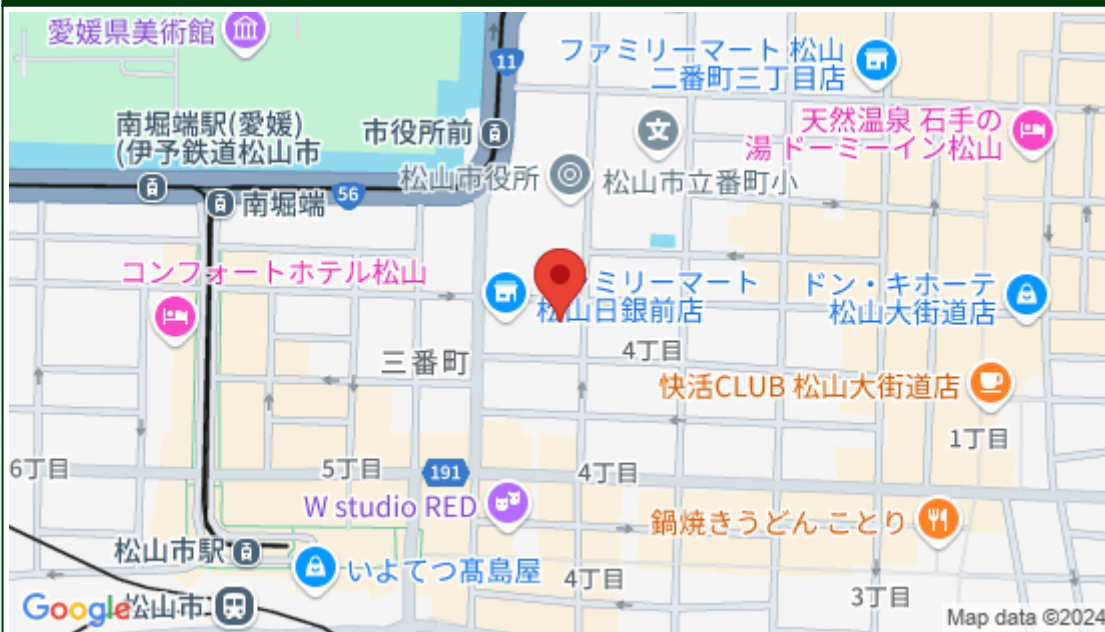 愛媛県美術館
ファミリーマート 松山
二番町三丁目店
11
南堀端駅(愛媛)
(伊予鉄道松山市
市役所前
天然温泉 石手の
湯 ドーミーイン松山
松山市役所
松山市立番町小
南堀端
56
コンフォートホテル松山
ミリーマート
松山日銀前店
ドン・キホーテ
松山大街道店
三番町
4丁目
快活CLUB 松山大街道店
1丁目
6丁目
5丁目
191
4丁目
W studio RED
鍋焼きうどん ことり
松山市駅
いよてつ髙島屋
4丁目
3丁目
Google
松山市
Map data ©2024